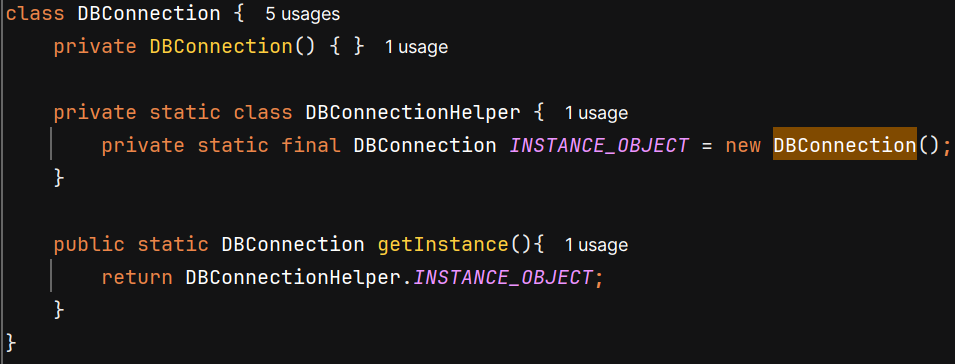 class DBConnection { 5 usages
private DBConnection() { } 1 usage
private static class DBConnectionHelper { 1 usage
private static final DBConnection INSTANCE_OBJECT = new DBConnection();
}
public static DBConnection getInstance(){ 1 usage
return DBConnectionHelper.INSTANCE_OBJECT;
}
}